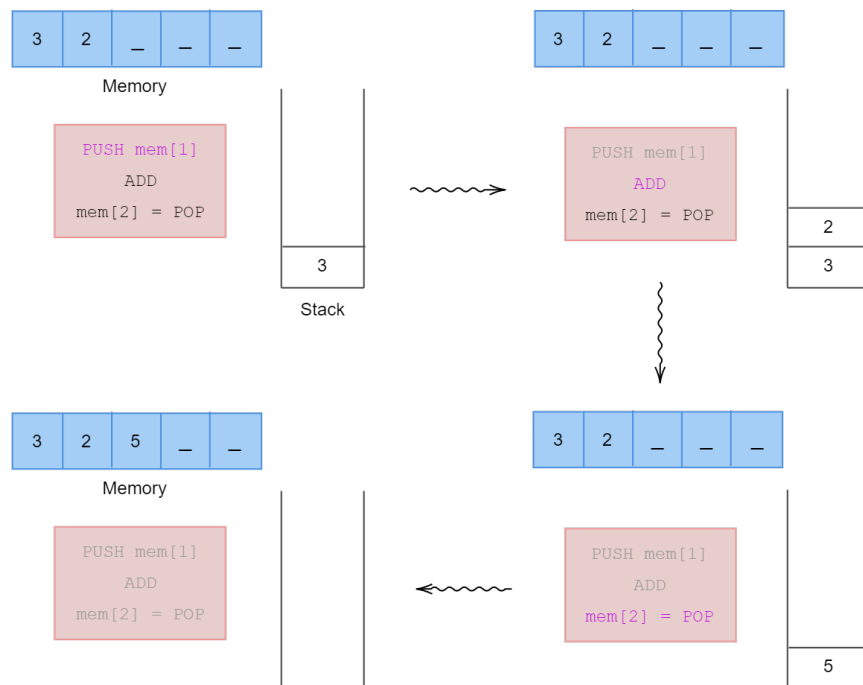 3 2 _ _ _
Memory
PUSH mem[1]
ADD
mem[2] = POP
3
Stack
3 2 _ _ _
PUSH mem[1]
ADD
mem[2] = POP
2
3
3 2 5 _ _
Memory
PUSH mem[1]
ADD
mem[2] = POP
3 2 _ _ _
PUSH mem[1]
ADD
mem[2] = POP
5